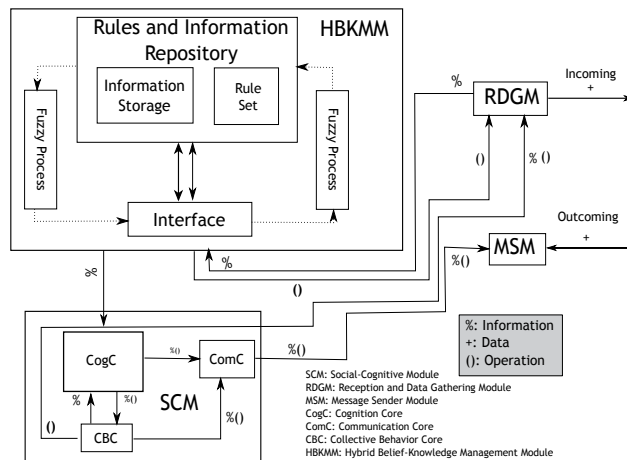 Rules and Information
Repository
HBKMM
Information
Storage
Rule
Set
Fuzzy Process
Fuzzy Process
Interface
%
RDGM
Incoming
+
()
% ()
Outcoming
+
MSM
%
%
()
%()
%: Information
+: Data
(): Operation
CogC
%()
ComC
%()
%
%()
SCM
%()
()
CBC
SCM: Social-Cognitive Module
RDGM: Reception and Data Gathering Module
MSM: Message Sender Module
CogC: Cognition Core
ComC: Communication Core
CBC: Collective Behavior Core
HBKMM: Hybrid Belief-Knowledge Management Module